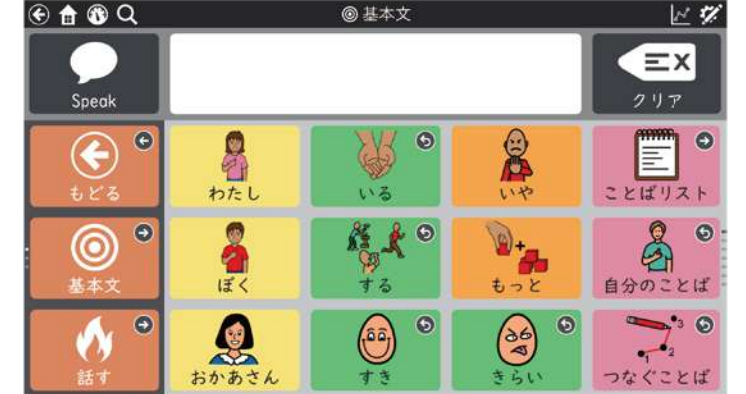 基本文
Speak
クリア
もどる
わたし
いる
いや
ことばリスト
基本文
ぼく
する
もっと
自分のことば
話す
おかあさん
すき
きらい
つなぐことば